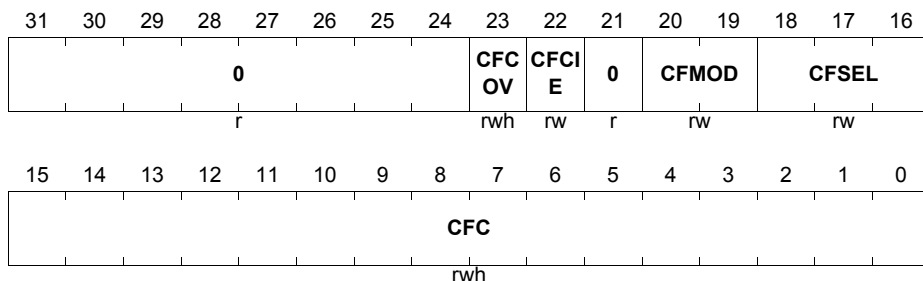 31 30 29 28 27 26 25 24 23 22 21 20 19 18 17 16
0 CFC OV CFCI E 0 CFMOD CFSEL
r rwh rw r rw rw
15 14 13 12 11 10 9 8 7 6 5 4 3 2 1 0
CFC
rwh